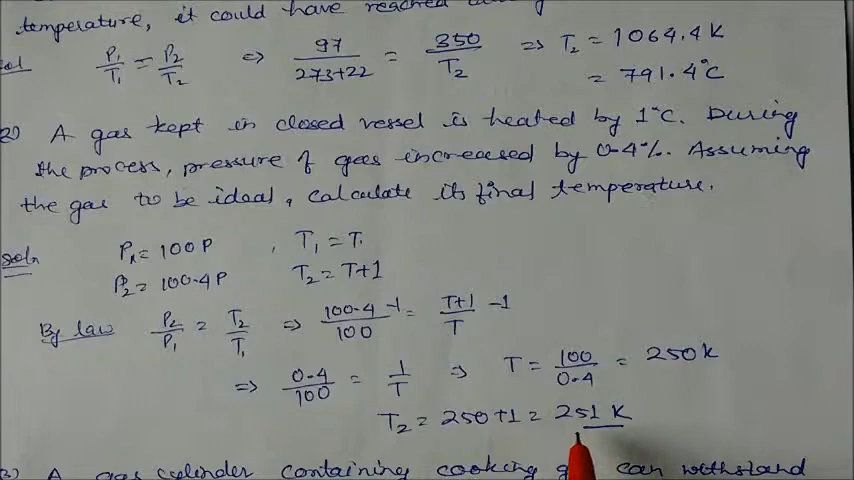 temperature, it could have reached
Sol P₁/T₁ = P₂/T₂ ⇒ 97/(273+22) = 350/T₂ ⇒ T₂ = 1064.4 K
= 791.4°C
2) A gas kept in closed vessel is heated by 1°C. During
the process, pressure of gas increased by 0.4%. Assuming
the gas to be ideal, calculate its final temperature.
Soln P₁ = 100P , T₁ = T
P₂ = 100.4P T₂ = T+1
By law P₂/P₁ = T₂/T₁ ⇒ 100.4/100 -1 = (T+1)/T -1
⇒ 0.4/100 = 1/T ⇒ T = 100/0.4 = 250 K
T₂ = 250+1 = 251 K
3) A gas cylinder containing cooking can withstand